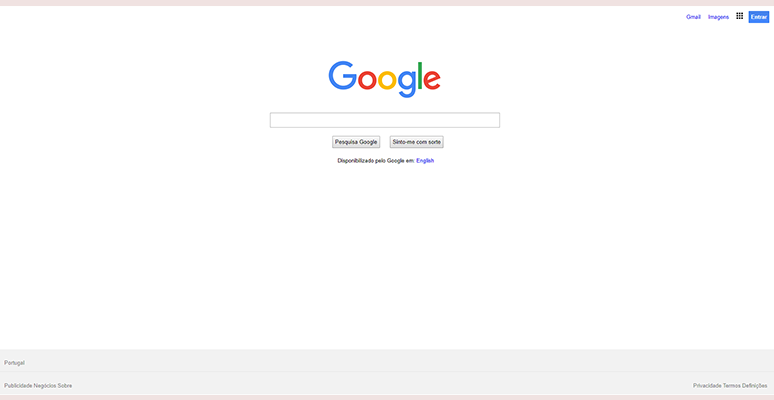 Gmail Imagens Entrar
Google
Pesquisa Google Sinto-me com sorte
Disponibilizado pelo Google em: English
Portugal
Publicidade Negócios Sobre Privacidade Termos Definições